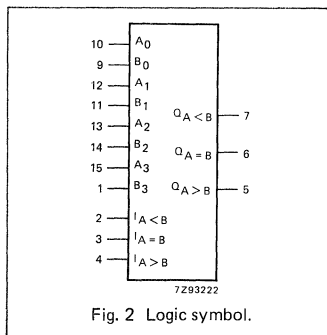 10 A0
9 B0
12 A1
11 B1
13 A2
14 B2
15 A3
1 B3
2 IA<B
3 IA=B
4 IA>B
QA<B 7
QA=B 6
QA>B 5
7Z93222
Fig. 2 Logic symbol.